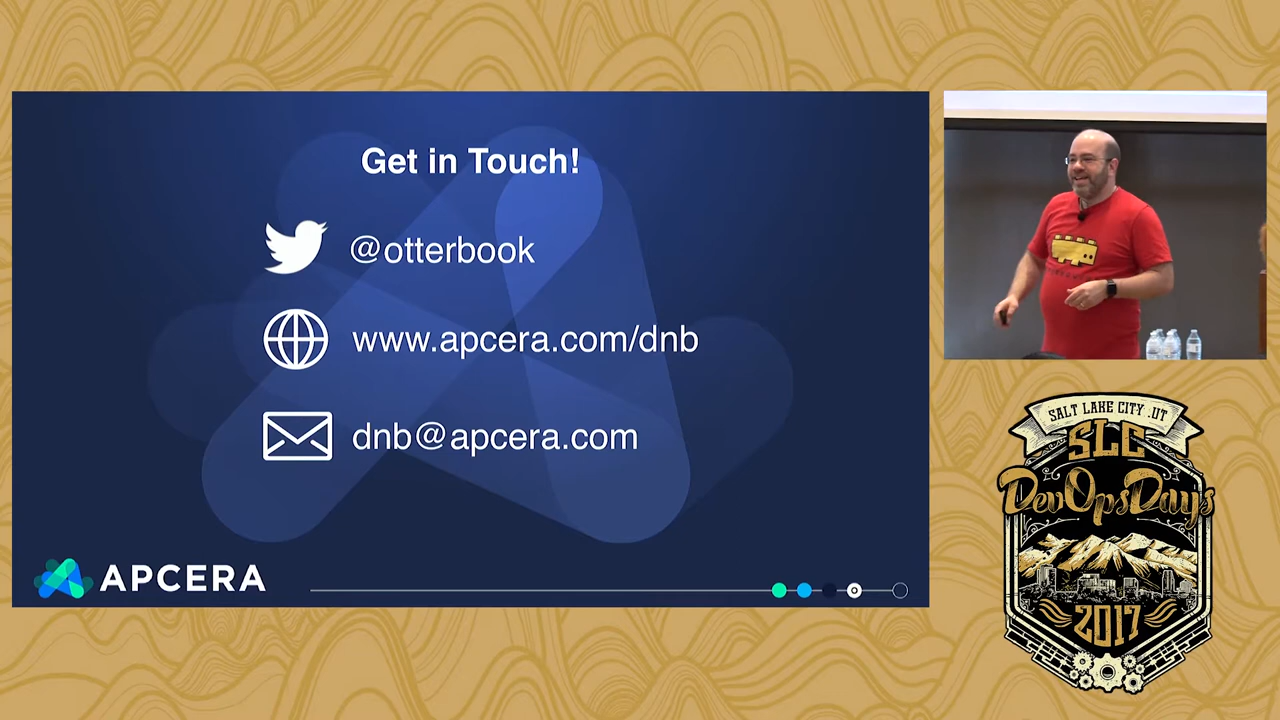 Get in Touch!
@otterbook
www.apcera.com/dnb
dnb@apcera.com
APCERA
SALT LAKE CITY .UT
SLC
DevOpsDays
2017